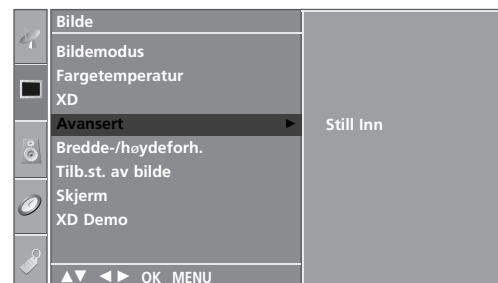 Bilde
Bildemodus
Fargetemperatur
XD
Avansert ▶ Still Inn
Bredde-/høydeforh.
Tilb.st. av bilde
Skjerm
XD Demo
▲▼ ◀▶ OK MENU